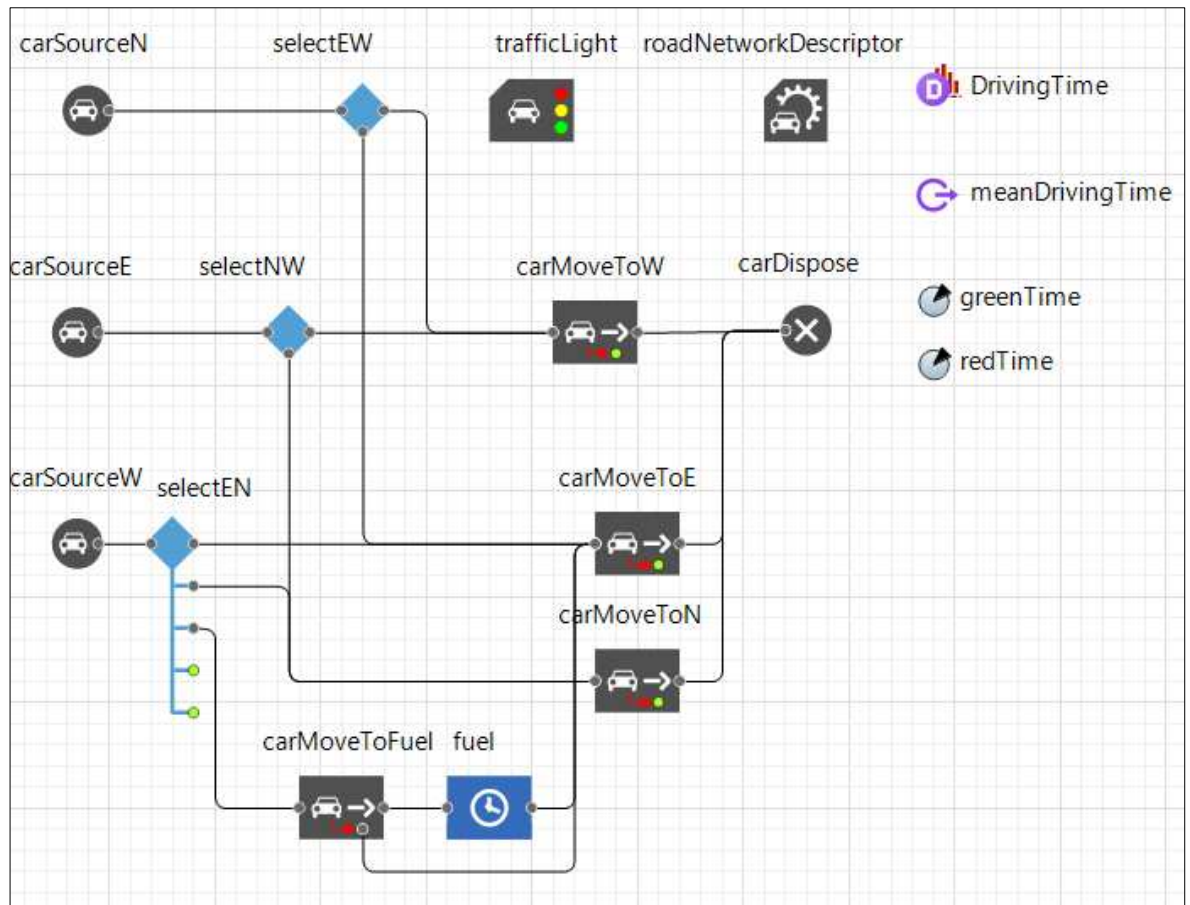 carSourceN
selectEW
trafficLight
roadNetworkDescriptor
D DrivingTime
meanDrivingTime
carSourceE
selectNW
carMoveToW
carDispose
greenTime
redTime
carSourceW
selectEN
carMoveToE
carMoveToN
carMoveToFuel
fuel